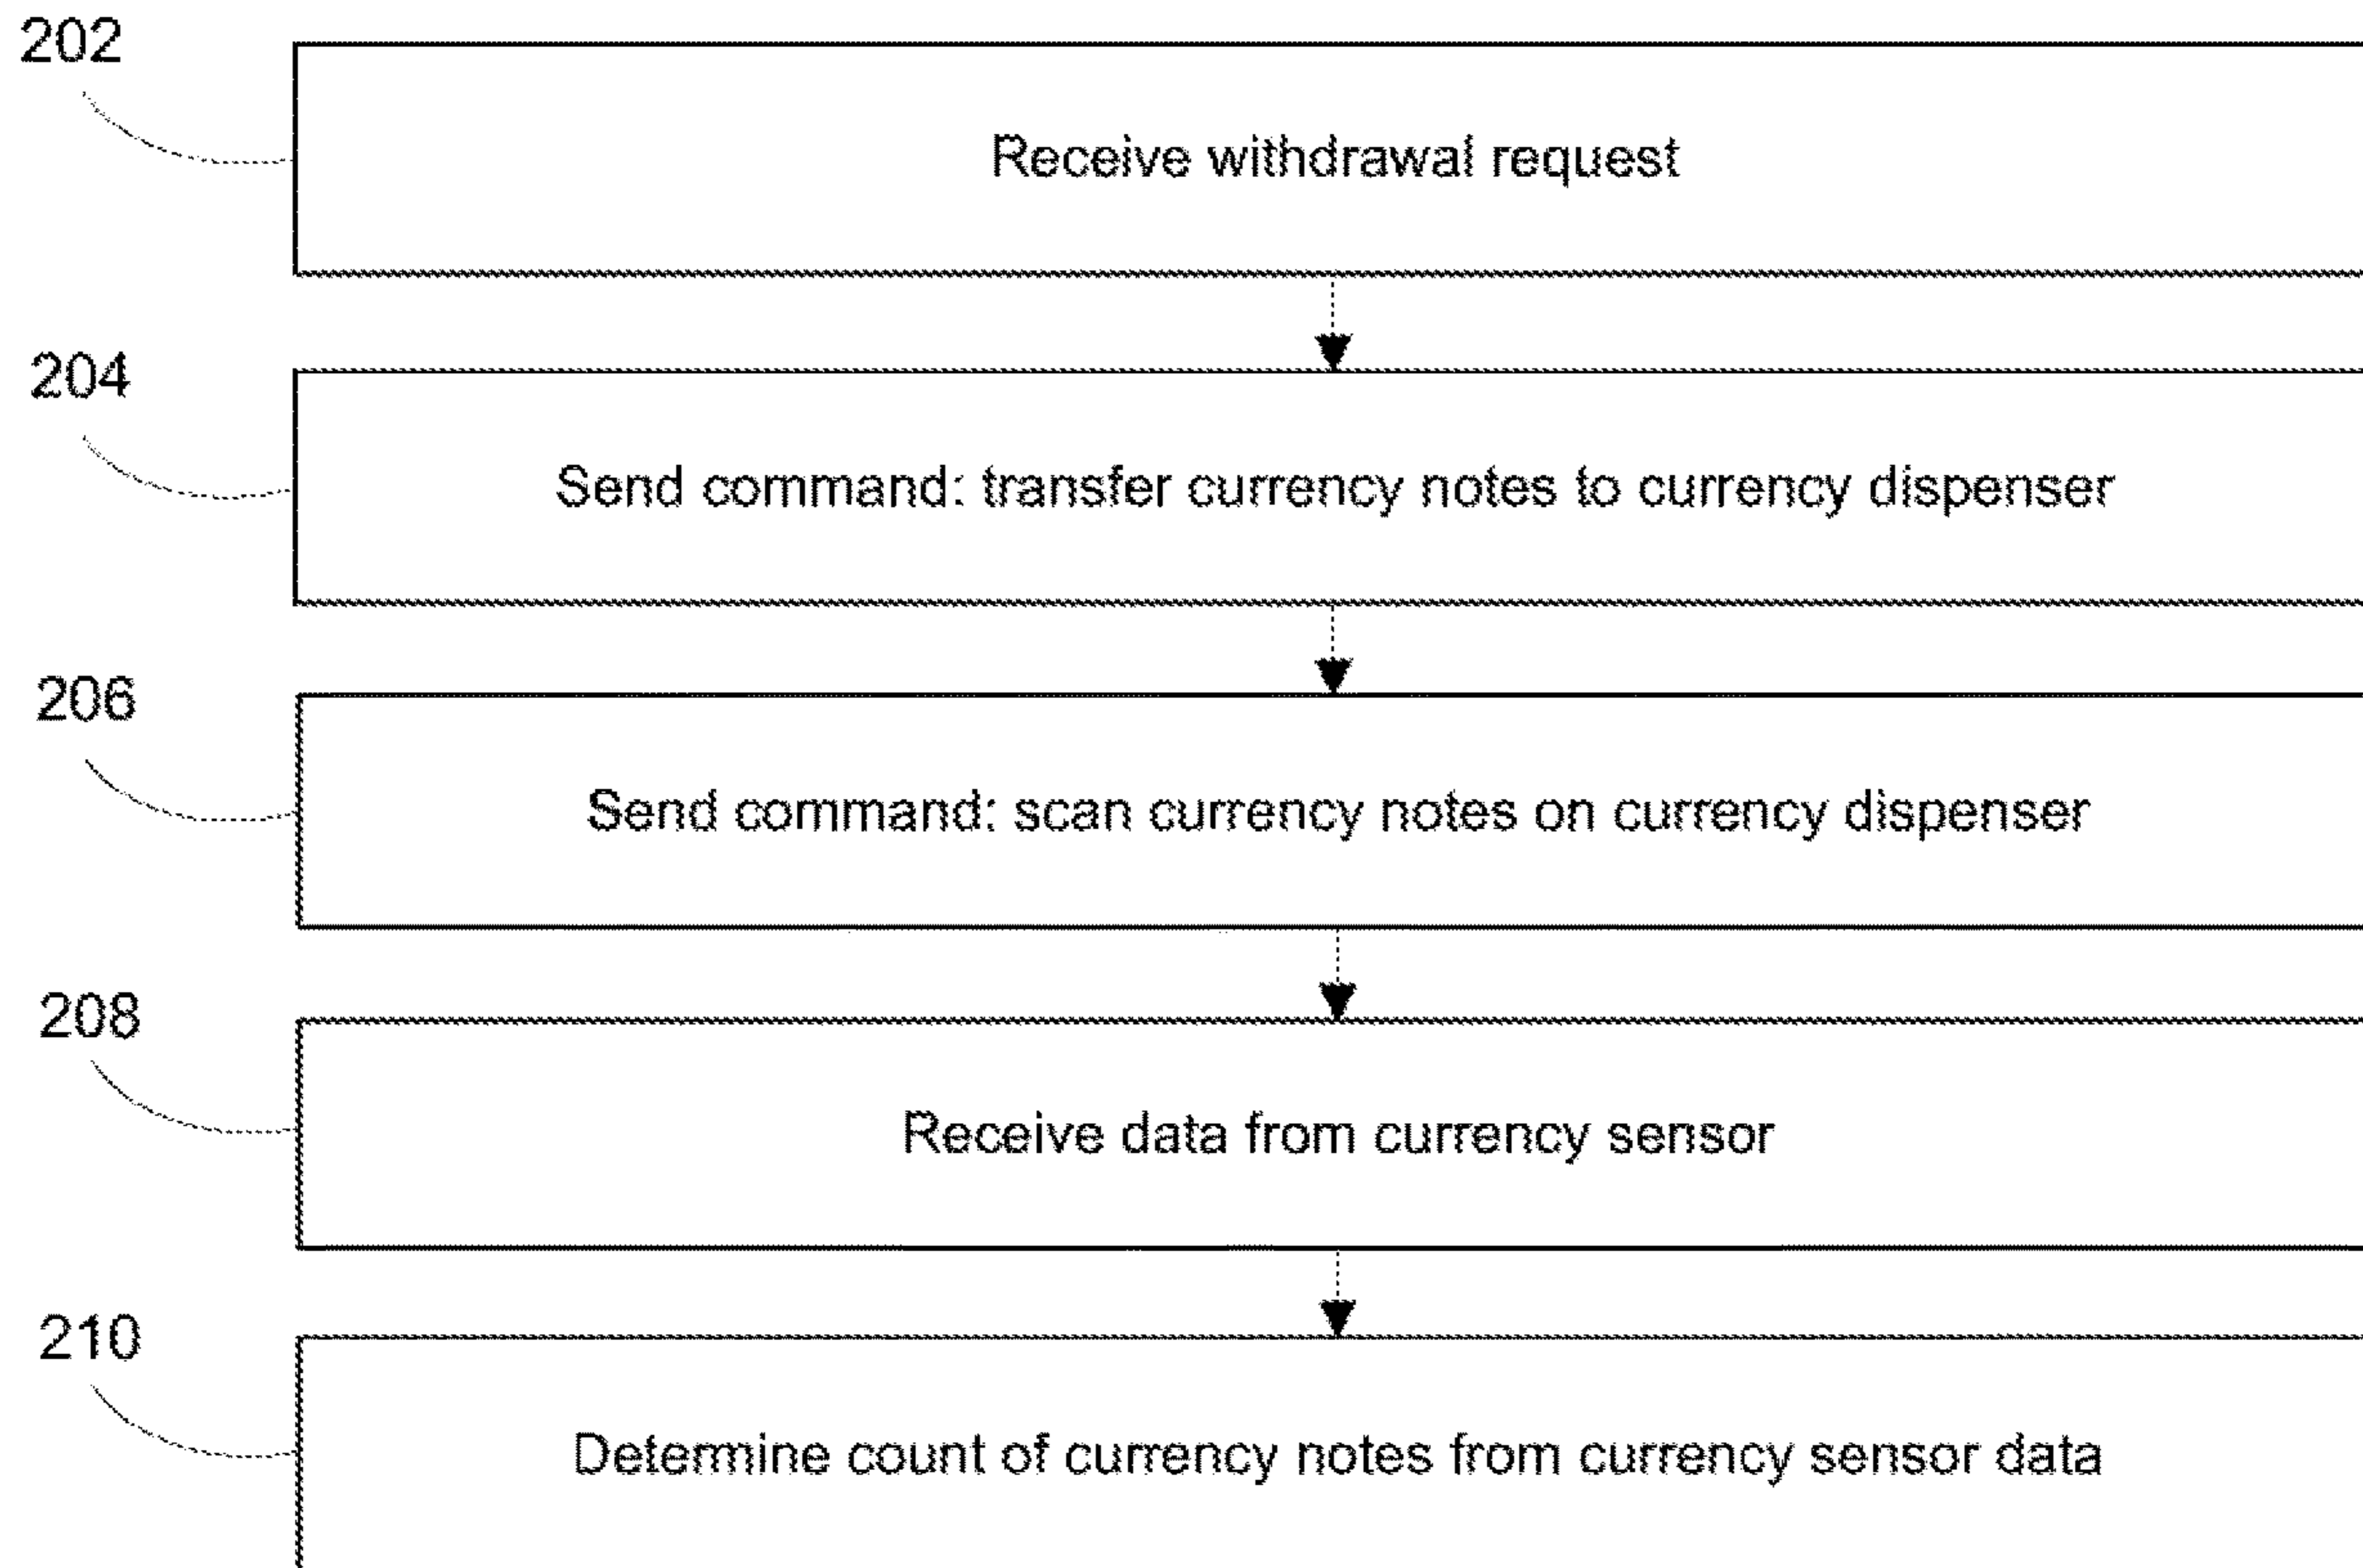 202
Receive withdrawal request
204
Send command: transfer currency notes to currency dispenser
206
Send command: scan currency notes on currency dispenser
208
Receive data from currency sensor
210
Determine count of currency notes from currency sensor data